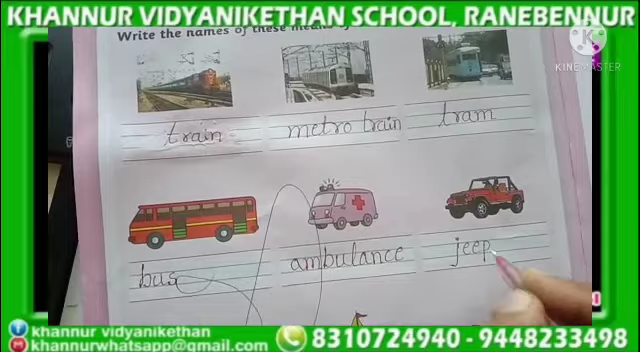 KHANNUR VIDYANIKETHAN SCHOOL, RANEBENNUR
Write the names of these means
K
KINEMASTER
train
metro train
tram
bus
ambulance
jeep
khannur vidyanikethan
khannurwhatsapp@gmail.com
8310724940 - 9448233498